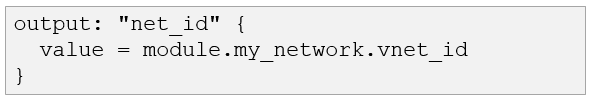 output: "net_id" {
  value = module.my_network.vnet_id
}